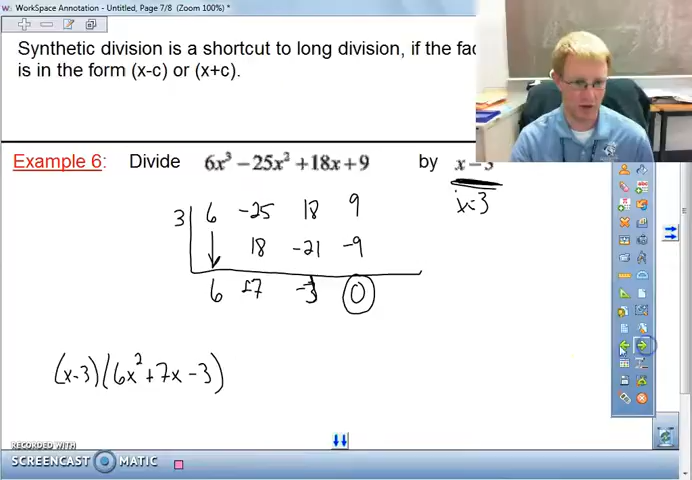 WorkSpace Annotation - Untitled, Page 7/8 (Zoom 100%) *
Synthetic division is a shortcut to long division, if the fac
is in the form (x-c) or (x+c).
Example 6: Divide 6x³ − 25x² + 18x + 9 by x − 3
x-3
3 6 -25 18 9
18 -21 -9
6 -7 -3 0
(x-3)(6x²+7x-3)
RECORDED WITH
SCREENCAST MATIC